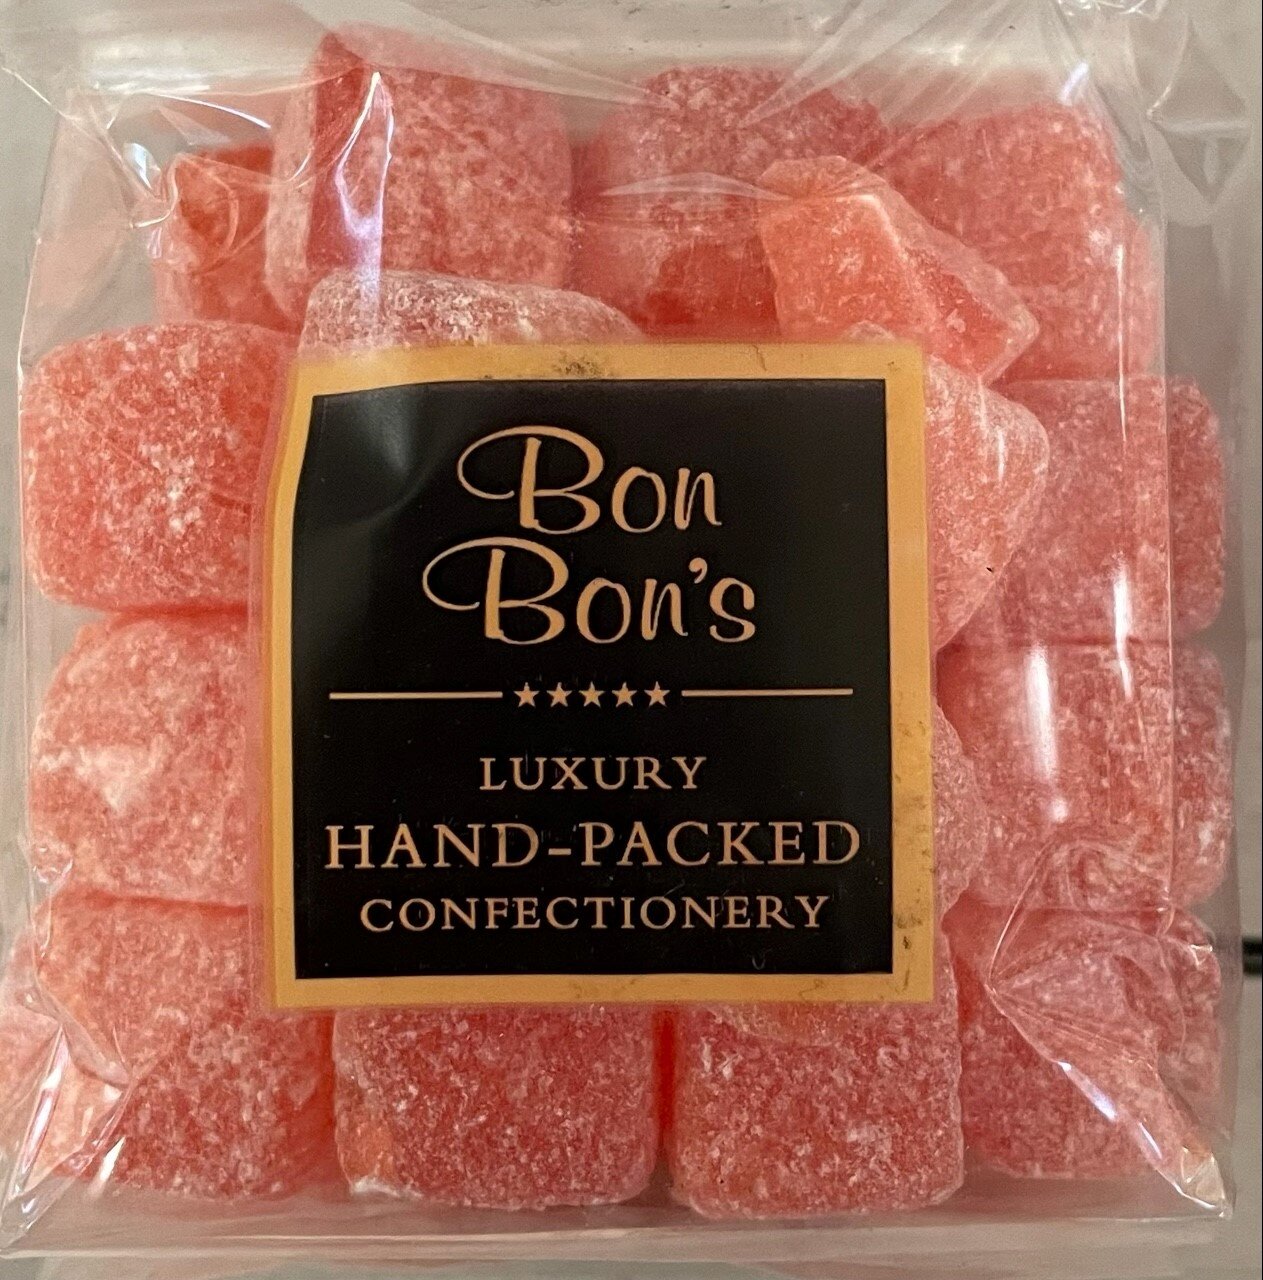 Bon
Bon's
LUXURY
HAND-PACKED
CONFECTIONERY